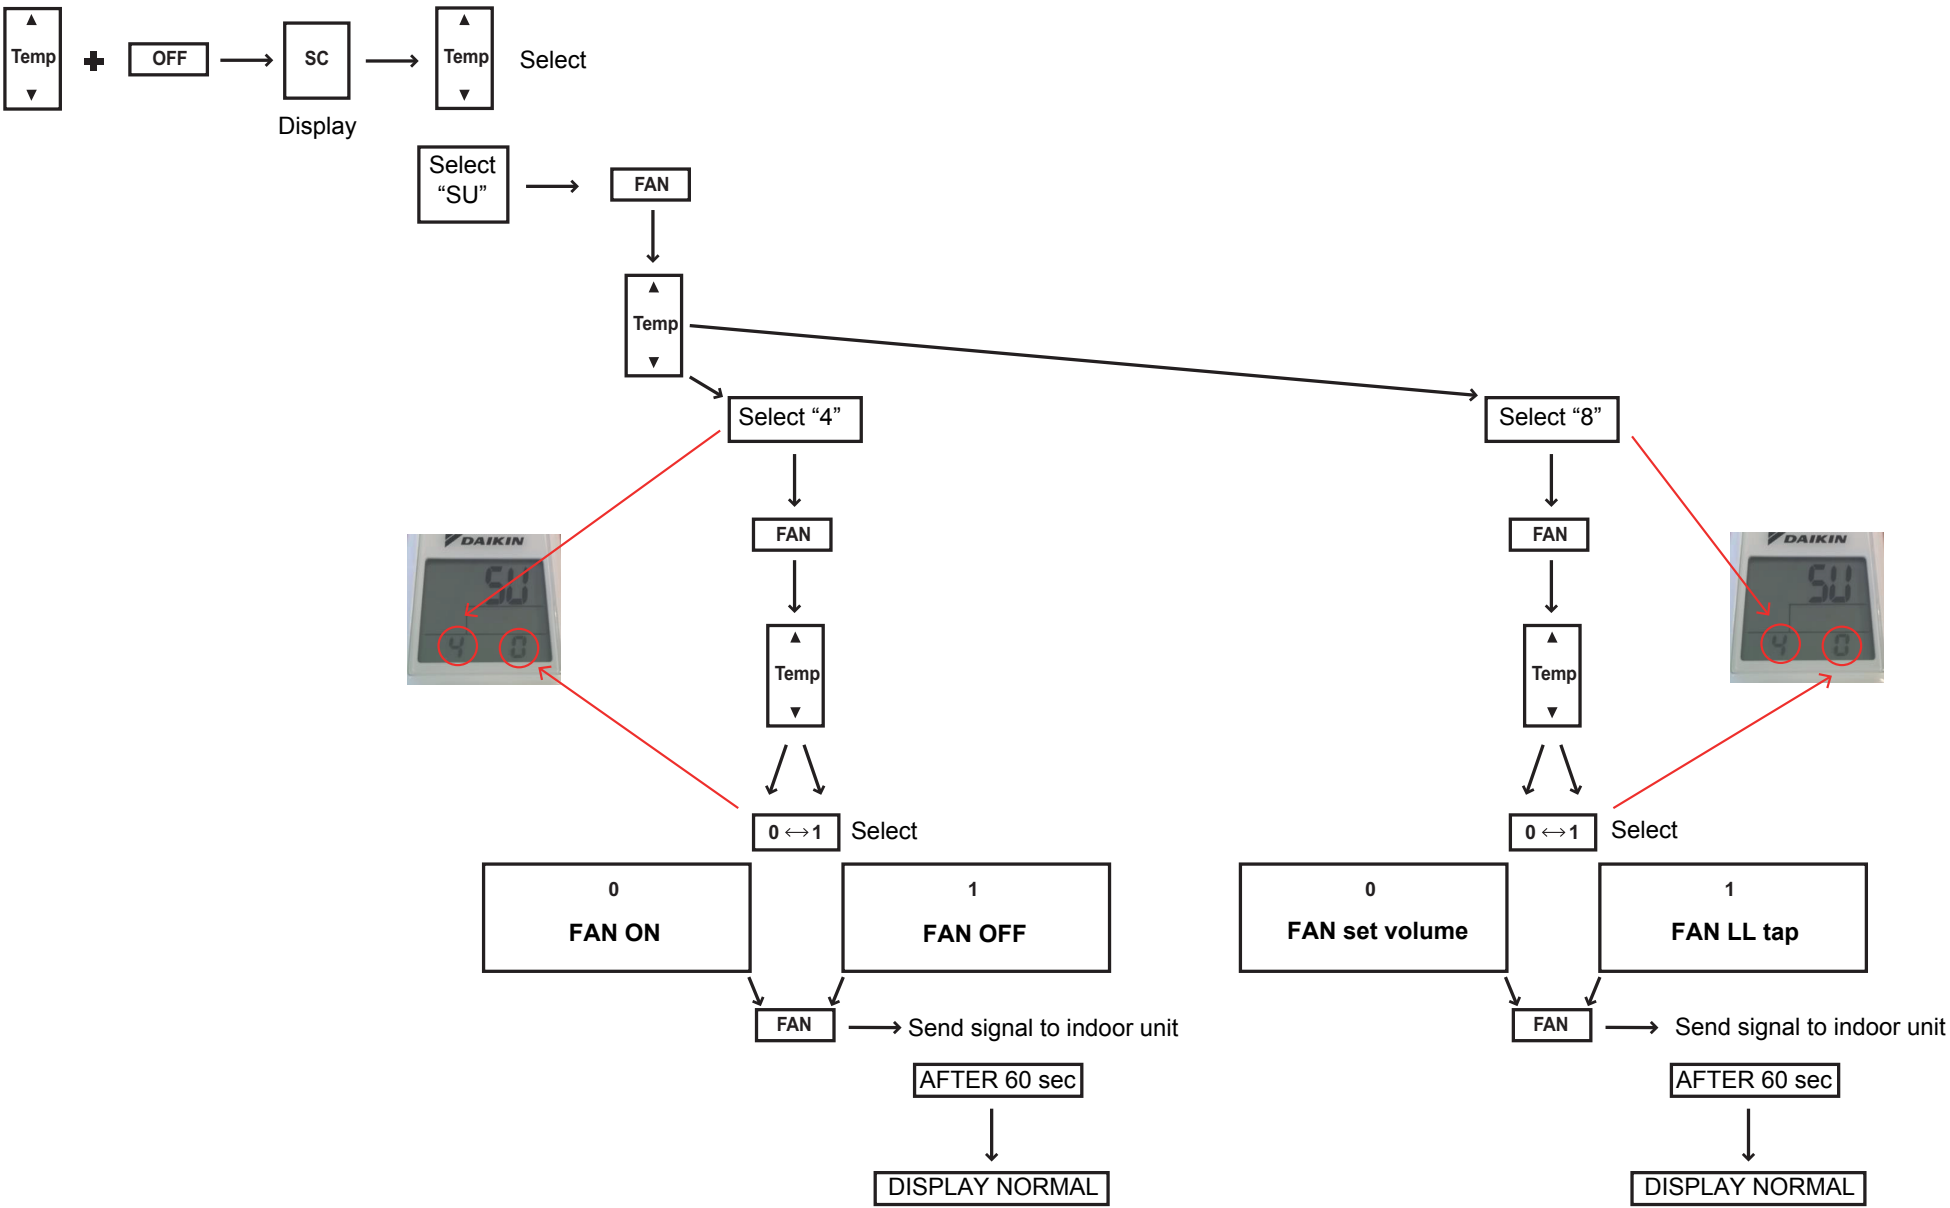 ▲
Temp
▼
+
OFF
SC
▲
Temp
▼
Select
Display
Select
“SU”
FAN
▲
Temp
▼
Select “4”
Select “8”
FAN
FAN
DAIKIN
SU
4 0
DAIKIN
SU
4 0
▲
Temp
▼
▲
Temp
▼
0 ↔ 1 Select
0 ↔ 1 Select
0
FAN ON
1
FAN OFF
0
FAN set volume
1
FAN LL tap
FAN
Send signal to indoor unit
FAN
Send signal to indoor unit
AFTER 60 sec
AFTER 60 sec
DISPLAY NORMAL
DISPLAY NORMAL